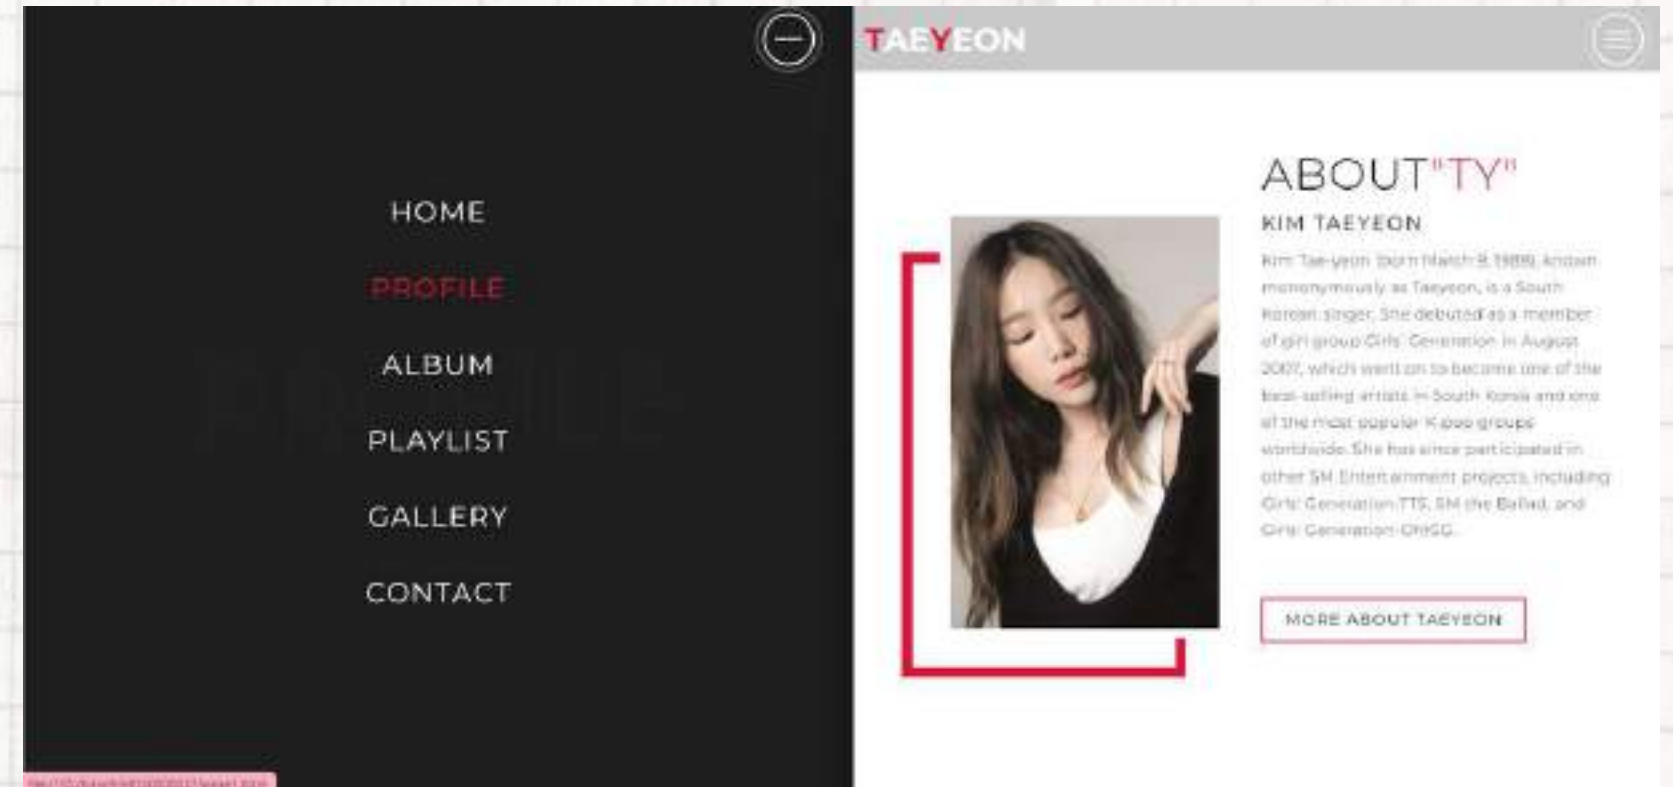 HOME
PROFILE
ALBUM
PLAYLIST
GALLERY
CONTACT
TAEYEON
ABOUT"TY"
KIM TAEYEON
Kim Tae-yeon (born March 9, 1989), known
mononymously as Taeyeon, is a South
Korean singer. She debuted as a member
of girl group Girls' Generation in August
2007, which went on to become one of the
best-selling artists in South Korea and one
of the most popular K-pop groups
worldwide. She has since participated in
other SM Entertainment projects, including
Girls' Generation-TTS, SM the Ballad, and
Girls' Generation-Oh!GG.
MORE ABOUT TAEYEON